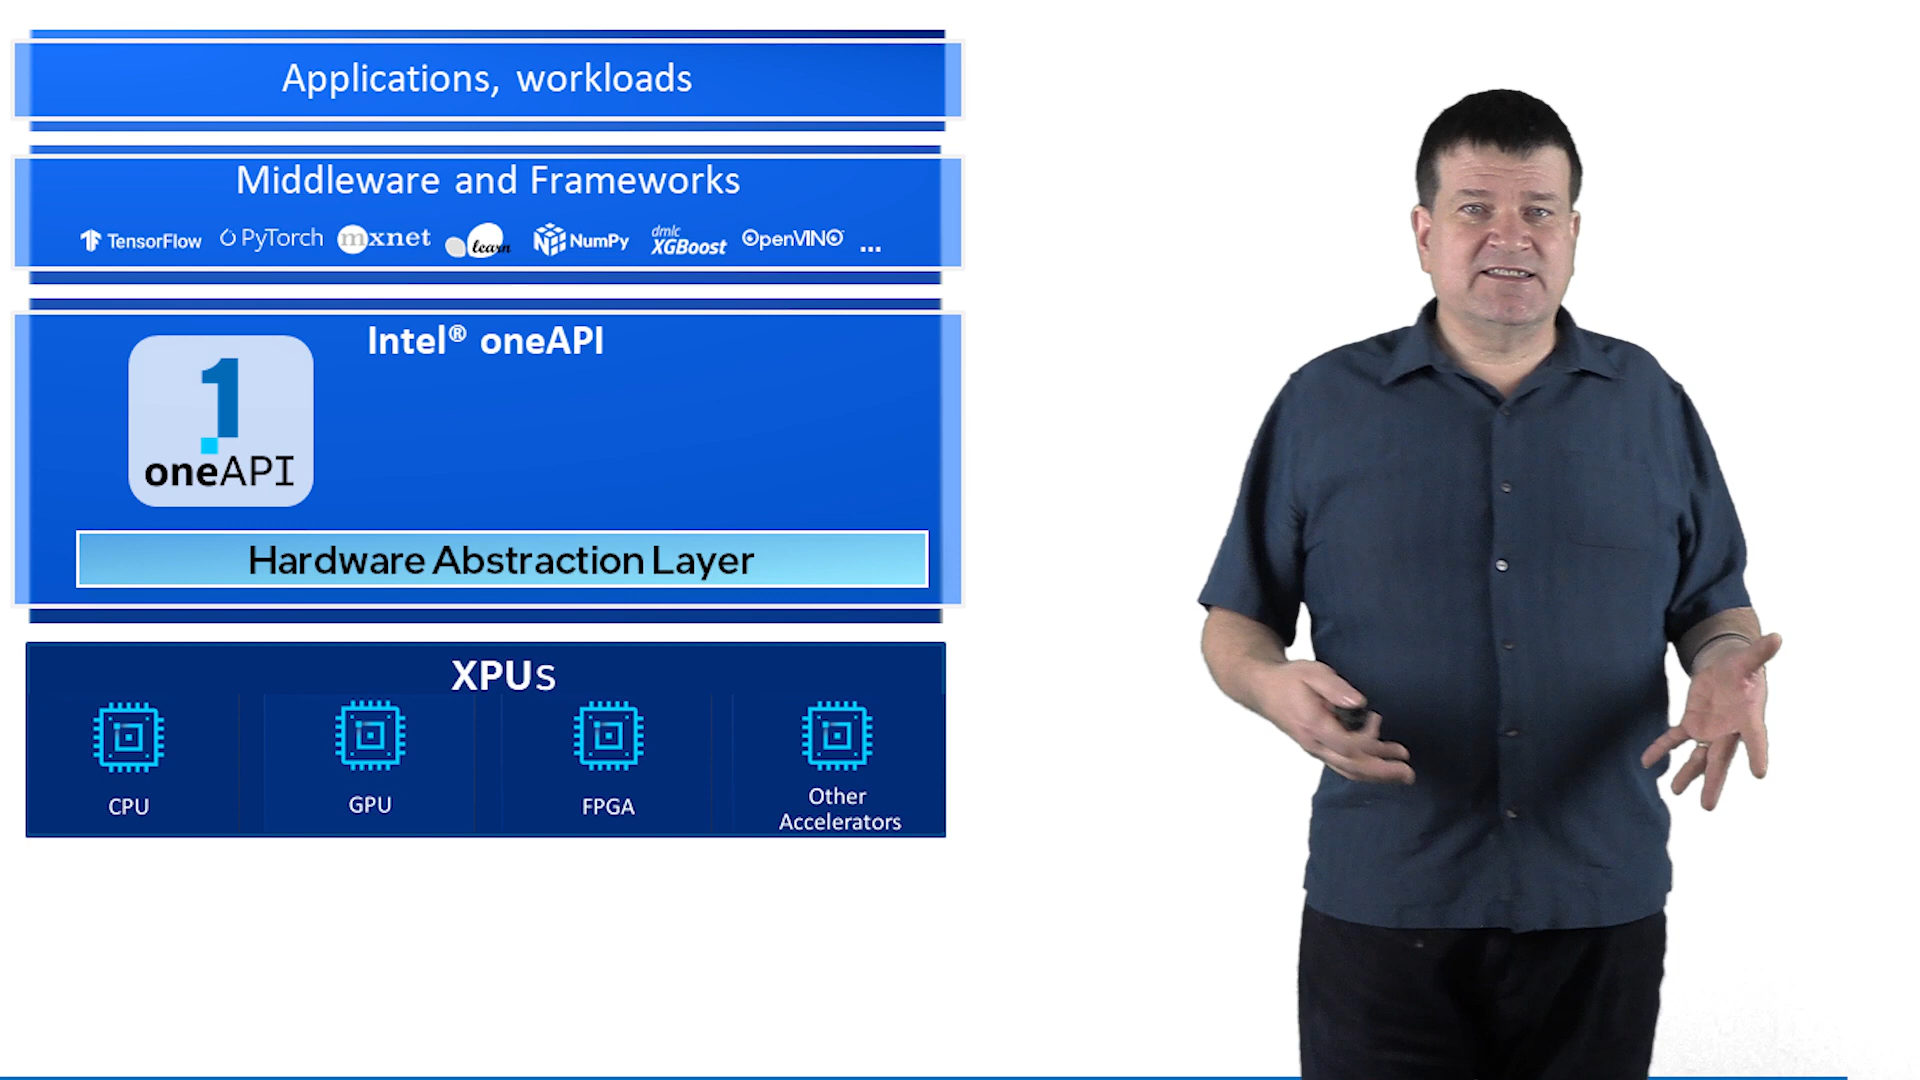 Applications, workloads
Middleware and Frameworks
TensorFlow PyTorch mxnet learn NumPy dmlc XGBoost OpenVINO ...
Intel® oneAPI
1
oneAPI
Hardware Abstraction Layer
XPUs
CPU GPU FPGA Other Accelerators